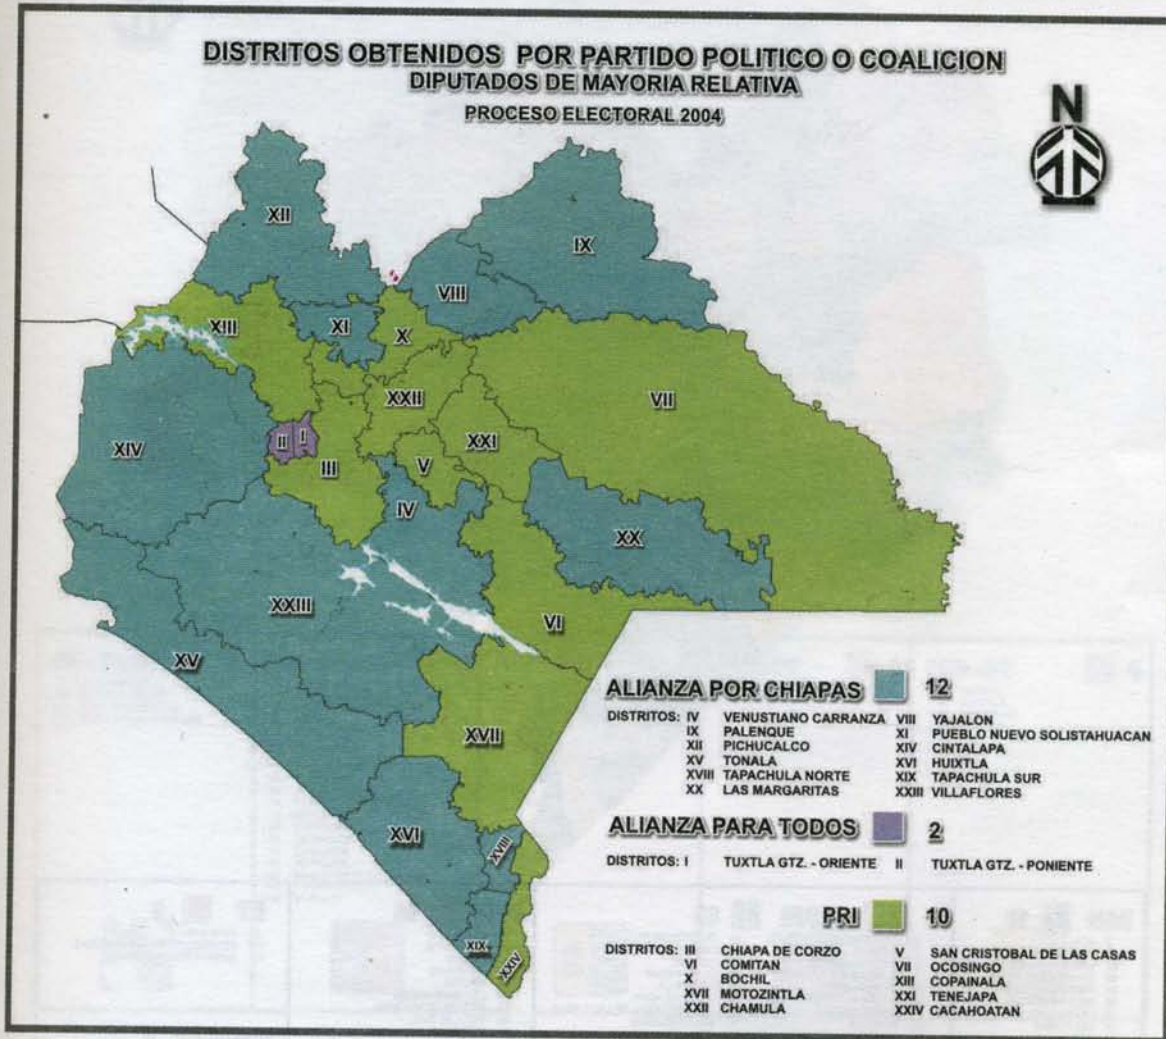 DISTRITOS OBTENIDOS POR PARTIDO POLITICO O COALICION
DIPUTADOS DE MAYORIA RELATIVA
PROCESO ELECTORAL 2004
N
XII
IX
VIII
XIII
XI
X
XXII
VII
XIV
II
I
III
V
XXI
IV
XX
XXIII
VI
XV
XVII
XVI
XVIII
XIX
XXIV
ALIANZA POR CHIAPAS 12
DISTRITOS: IV VENUSTIANO CARRANZA VIII YAJALON
IX PALENQUE XI PUEBLO NUEVO SOLISTAHUACAN
XII PICHUCALCO XIV CINTALAPA
XV TONALA XVI HUIXTLA
XVIII TAPACHULA NORTE XIX TAPACHULA SUR
XX LAS MARGARITAS XXIII VILLAFLORES
ALIANZA PARA TODOS 2
DISTRITOS: I TUXTLA GTZ. - ORIENTE II TUXTLA GTZ. - PONIENTE
PRI 10
DISTRITOS: III CHIAPA DE CORZO V SAN CRISTOBAL DE LAS CASAS
VI COMITAN VII OCOSINGO
X BOCHIL XIII COPAINALA
XVII MOTOZINTLA XXI TENEJAPA
XXII CHAMULA XXIV CACAHOATAN